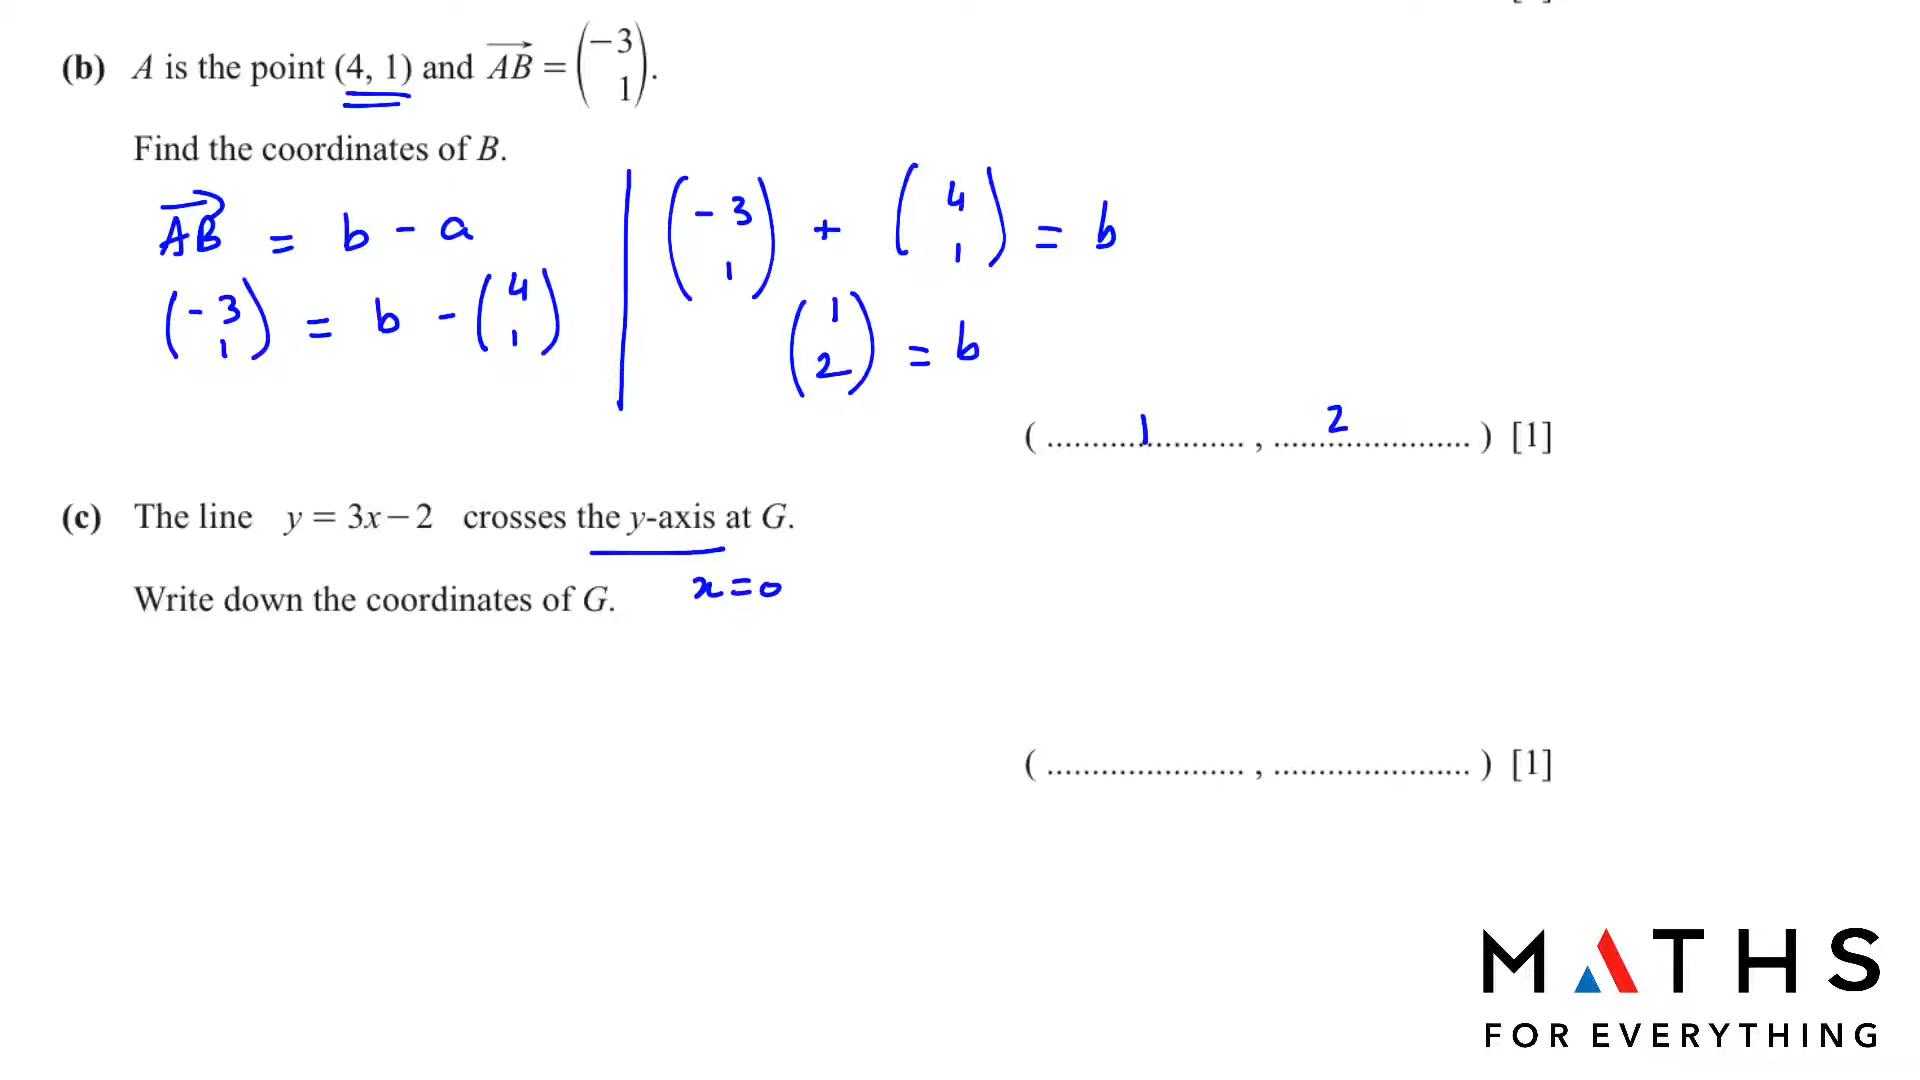 (b) A is the point (4, 1) and AB = (-3 1).
Find the coordinates of B.
AB = b - a
(-3 1) = b - (4 1)
(-3 1) + (4 1) = b
(1 2) = b
( ...........1........... , ...........2........... ) [1]
(c) The line y = 3x - 2 crosses the y-axis at G.
x = 0
Write down the coordinates of G.
( ...................... , ...................... ) [1]
MATHS
FOR EVERYTHING